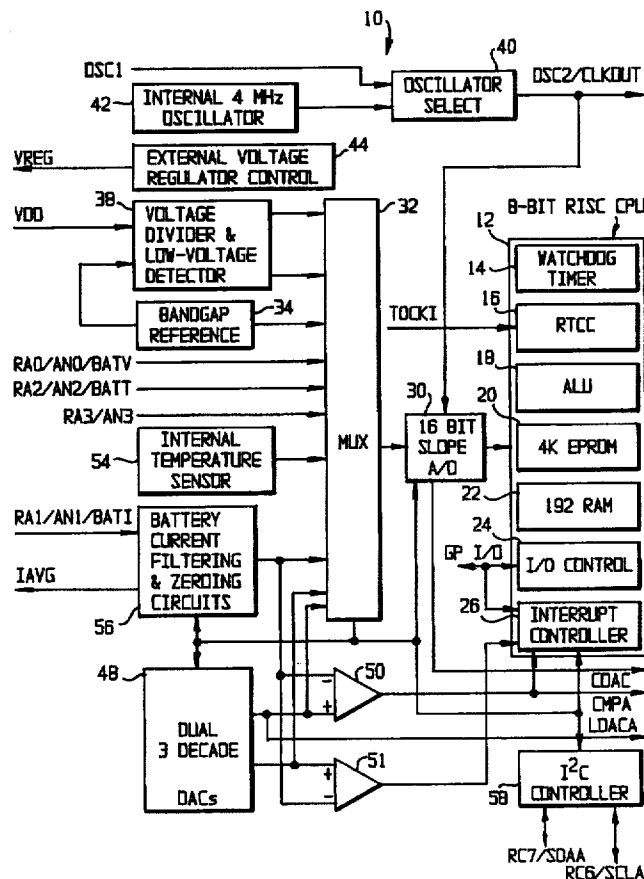 10
40
OSC1
OSCILLATOR
SELECT
OSC2/CLKOUT
42
INTERNAL 4 MHz
OSCILLATOR
44
VREG
EXTERNAL VOLTAGE
REGULATOR CONTROL
8-BIT RISC CPU
38
32
12
VDD
VOLTAGE
DIVIDER &
LOW-VOLTAGE
DETECTOR
14
WATCHDOG
TIMER
34
BANDGAP
REFERENCE
TOCKI
16
RTCC
RA0/AN0/BATV
RA2/AN2/BATT
RA3/AN3
18
ALU
MUX
30
16 BIT
SLOPE
A/D
20
4K EPROM
54
INTERNAL
TEMPERATURE
SENSOR
22
192 RAM
RA1/AN1/BATI
IAVG
BATTERY
CURRENT
FILTERING
& ZEROING
CIRCUITS
56
24
GP I/O
I/O CONTROL
26
INTERRUPT
CONTROLLER
48
DUAL
3 DECADE
DACs
50
-
+
CDAC
CMPA
LDACA
51
+
-
58
I²C
CONTROLLER
RC7/SDAA
RC6/SCLA